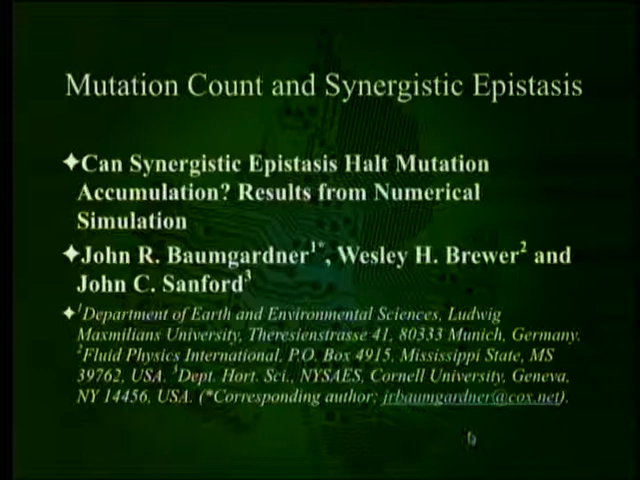 Mutation Count and Synergistic Epistasis
✦Can Synergistic Epistasis Halt Mutation
Accumulation? Results from Numerical
Simulation
✦John R. Baumgardner¹*, Wesley H. Brewer² and
John C. Sanford³
✦¹Department of Earth and Environmental Sciences, Ludwig
Maxmilians University, Theresienstrasse 41, 80333 Munich, Germany.
²Fluid Physics International, P.O. Box 4915, Mississippi State, MS
39762, USA. ³Dept. Hort. Sci., NYSAES, Cornell University, Geneva,
NY 14456, USA. (*Corresponding author: jrbaumgardner@cox.net).